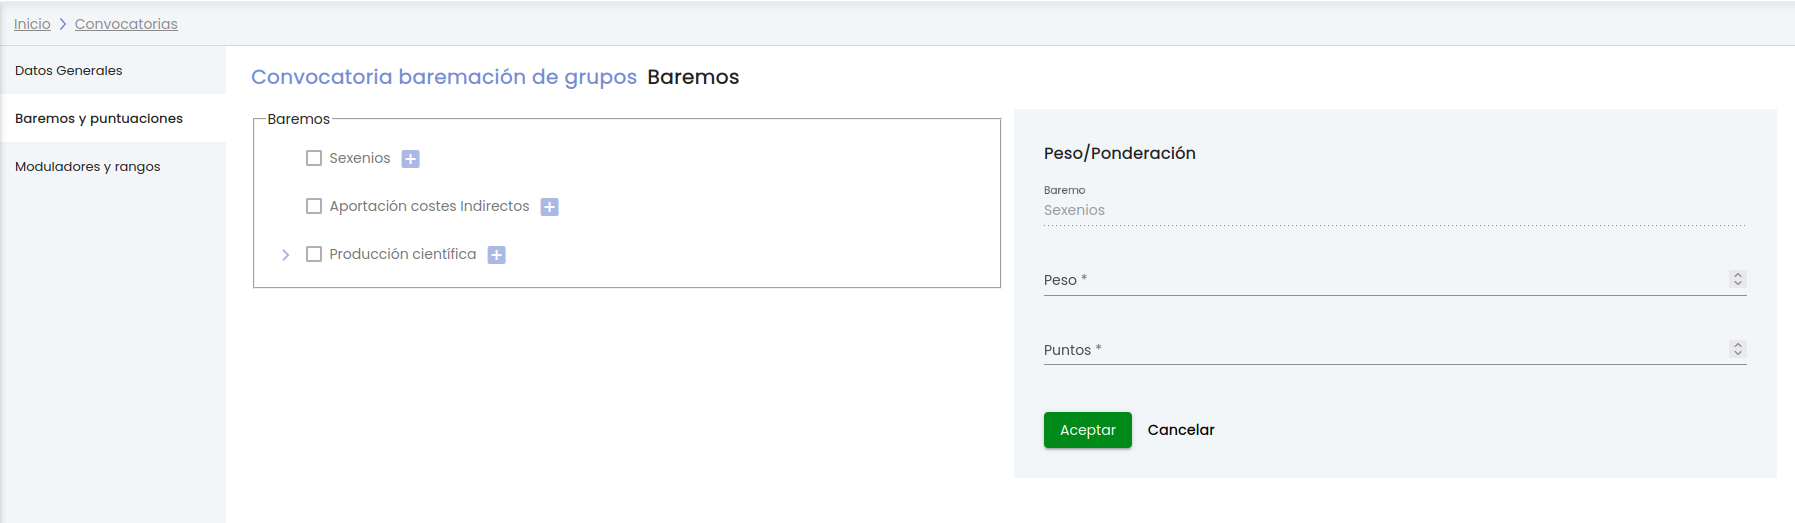 Inicio > Convocatorias
Datos Generales
Baremos y puntuaciones
Moduladores y rangos
Convocatoria baremación de grupos Baremos
Baremos
Sexenios
Aportación costes Indirectos
Producción científica
Peso/Ponderación
Baremo
Sexenios
Peso *
Puntos *
Aceptar Cancelar